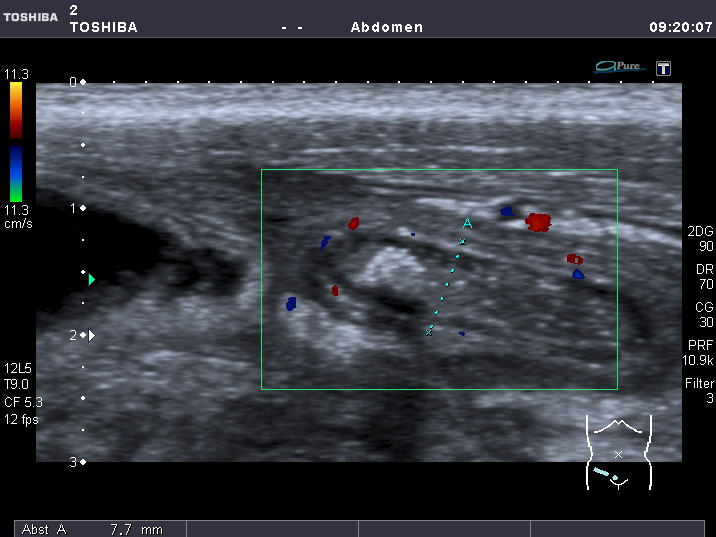 TOSHIBA
2
TOSHIBA - - Abdomen 09:20:07
aPure T
11.3
11.3
cm/s
0
1
2
3
A
12L5
T9.0
CF 5.3
12 fps
2DG
90
DR
70
CG
30
PRF
10.9k
Filter
3
Abst A 7.7 mm